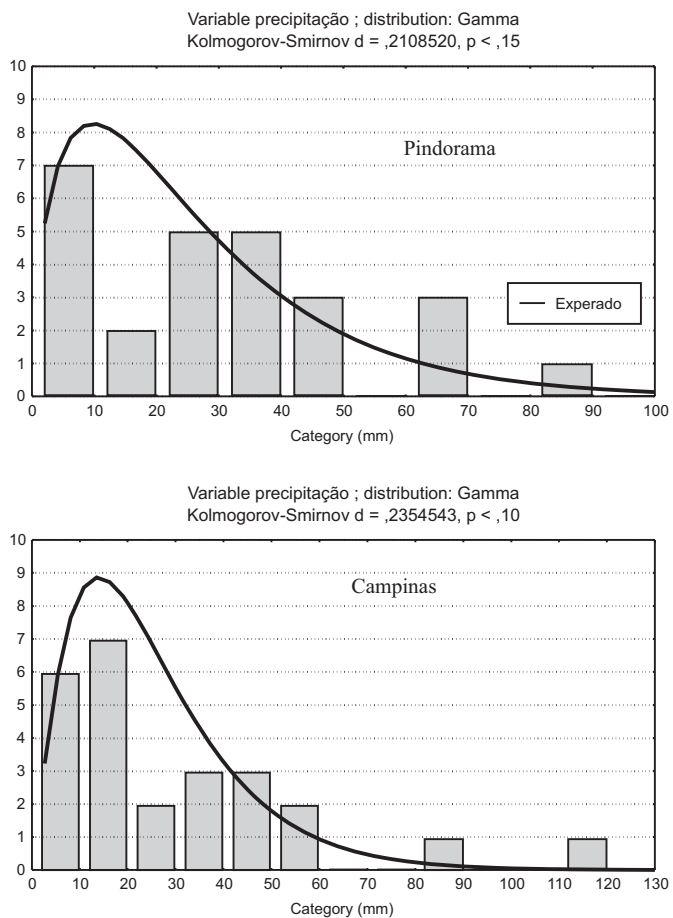 Variable precipitação ; distribution: Gamma
Kolmogorov-Smirnov d = ,2108520, p < ,15
10
9
8
7
6
5
4
3
2
1
0
Pindorama
Experado
0 10 20 30 40 50 60 70 80 90 100
Category (mm)
Variable precipitação ; distribution: Gamma
Kolmogorov-Smirnov d = ,2354543, p < ,10
10
9
8
7
6
5
4
3
2
1
0
Campinas
0 10 20 30 40 50 60 70 80 90 100 110 120 130
Category (mm)